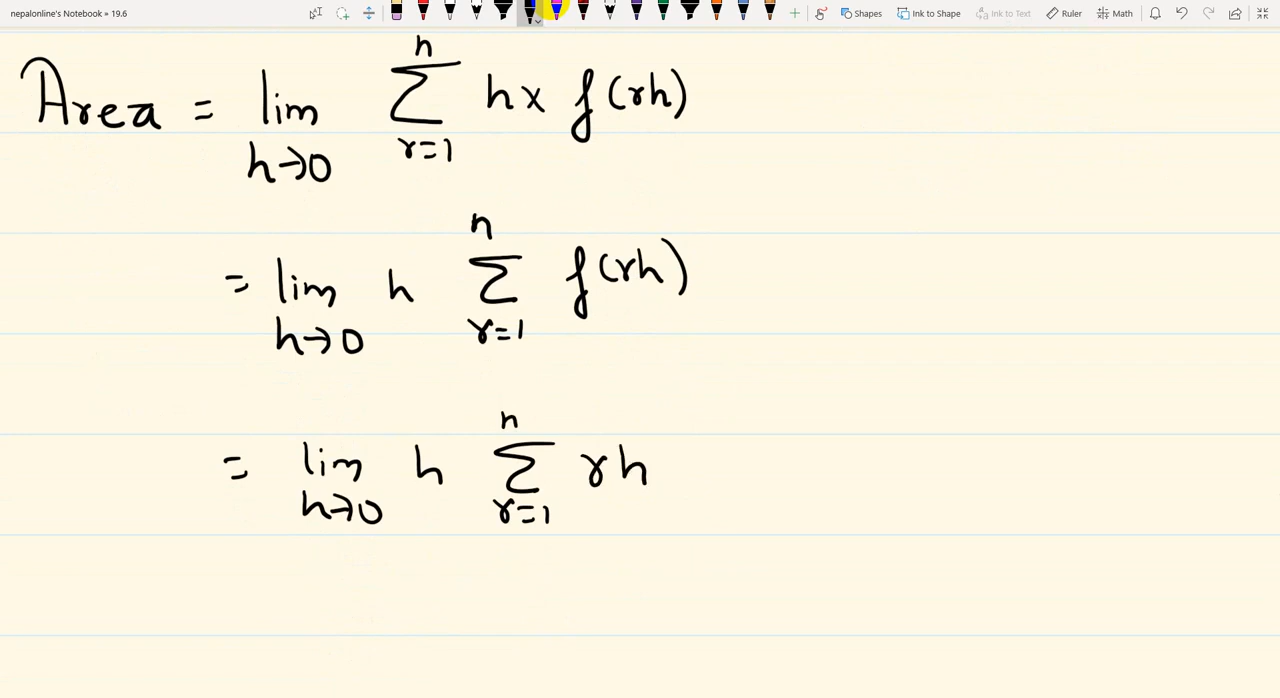 nepalonline's Notebook » 19.6
Shapes Ink to Shape Ink to Text Ruler Math
n
Area = lim Σ h x f(rh)
h→0 r=1
n
= lim h Σ f(rh)
h→0 r=1
n
= lim h Σ rh
h→0 r=1